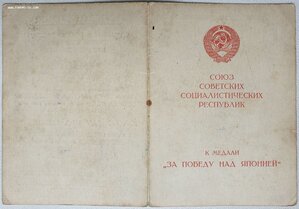 СОЮЗ
СОВЕТСКИХ
СОЦИАЛИСТИЧЕСКИХ
РЕСПУБЛИК
К МЕДАЛИ
„ЗА ПОБЕДУ НАД ЯПОНИЕЙ“